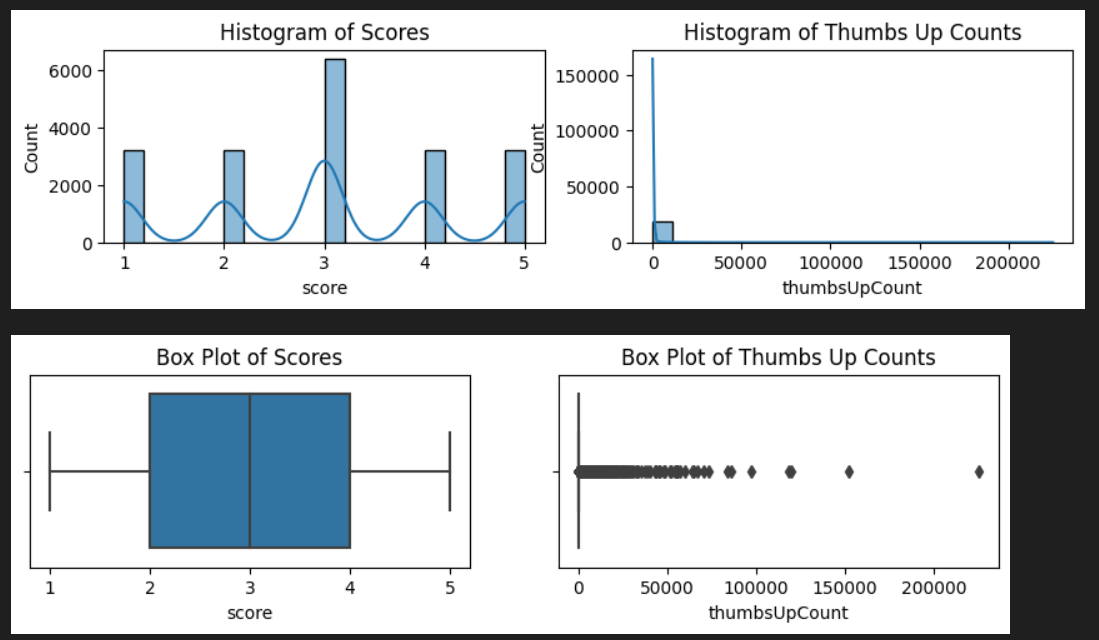 Histogram of Scores
Count
6000
4000
2000
0
1 2 3 4 5
score
Histogram of Thumbs Up Counts
Count
150000
100000
50000
0
0 50000 100000 150000 200000
thumbsUpCount
Box Plot of Scores
1 2 3 4 5
score
Box Plot of Thumbs Up Counts
0 50000 100000 150000 200000
thumbsUpCount